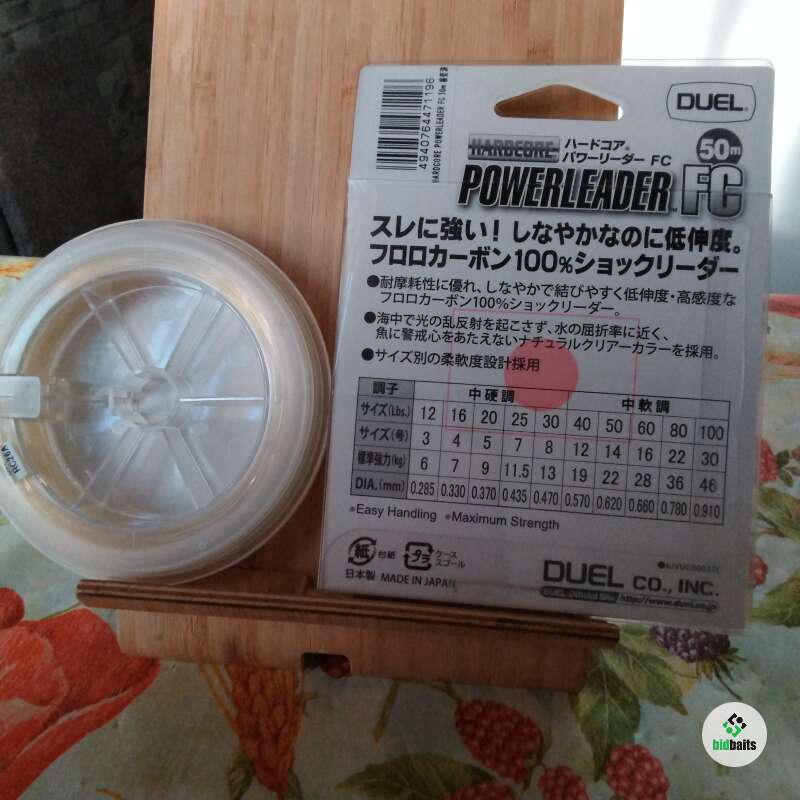 DUEL®
4940764471196
HARDCORE POWERLEADER FC 50m
HARDCORE®
ハードコア®
パワーリーダー FC
50m
POWERLEADER™ FC
スレに強い！しなやかなのに低伸度。
フロロカーボン100%ショックリーダー
●耐摩耗性に優れ、しなやかで結びやすく低伸度・高感度な
フロロカーボン100%ショックリーダー。
●海中で光の乱反射を起こさず、水の屈折率に近く、
魚に警戒心をあたえないナチュラルクリアーカラーを採用。
●サイズ別の柔軟度設計採用
調子 中硬調 中軟調
サイズ(Lbs.) 12 16 20 25 30 40 50 60 80 100
サイズ(号) 3 4 5 7 8 12 14 16 22 30
標準強力(kg) 6 7 9 11.5 13 19 22 28 36 46
DIA.(mm) 0.285 0.330 0.370 0.435 0.470 0.570 0.620 0.660 0.780 0.910
●Easy Handling ●Maximum Strength
紙 台紙
プラ ケース
スプール
日本製 MADE IN JAPAN
DUEL CO., INC.
DUEL Official Site http://www.duel.co.jp
RC26A
bidbaits